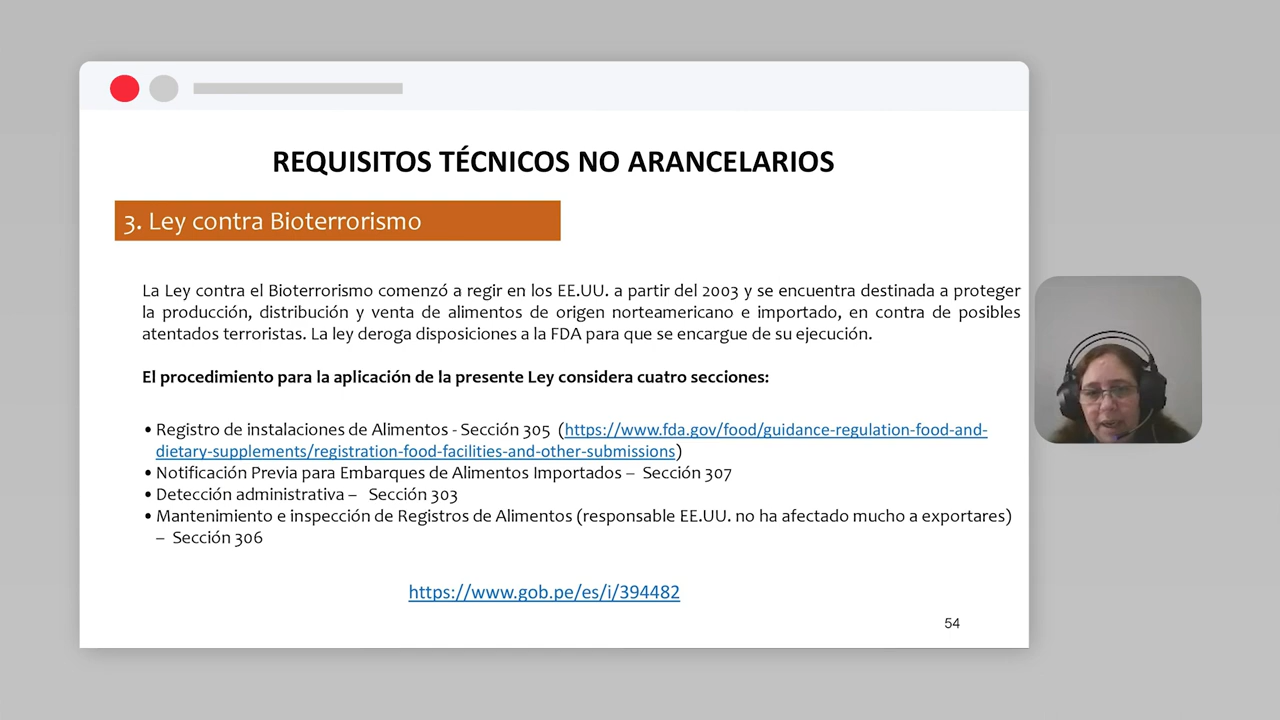 REQUISITOS TÉCNICOS NO ARANCELARIOS
3. Ley contra Bioterrorismo
La Ley contra el Bioterrorismo comenzó a regir en los EE.UU. a partir del 2003 y se encuentra destinada a proteger
la producción, distribución y venta de alimentos de origen norteamericano e importado, en contra de posibles
atentados terroristas. La ley deroga disposiciones a la FDA para que se encargue de su ejecución.
El procedimiento para la aplicación de la presente Ley considera cuatro secciones:
• Registro de instalaciones de Alimentos - Sección 305 (https://www.fda.gov/food/guidance-regulation-food-and-
dietary-supplements/registration-food-facilities-and-other-submissions)
• Notificación Previa para Embarques de Alimentos Importados – Sección 307
• Detección administrativa – Sección 303
• Mantenimiento e inspección de Registros de Alimentos (responsable EE.UU. no ha afectado mucho a exportares)
– Sección 306
https://www.gob.pe/es/i/394482
54